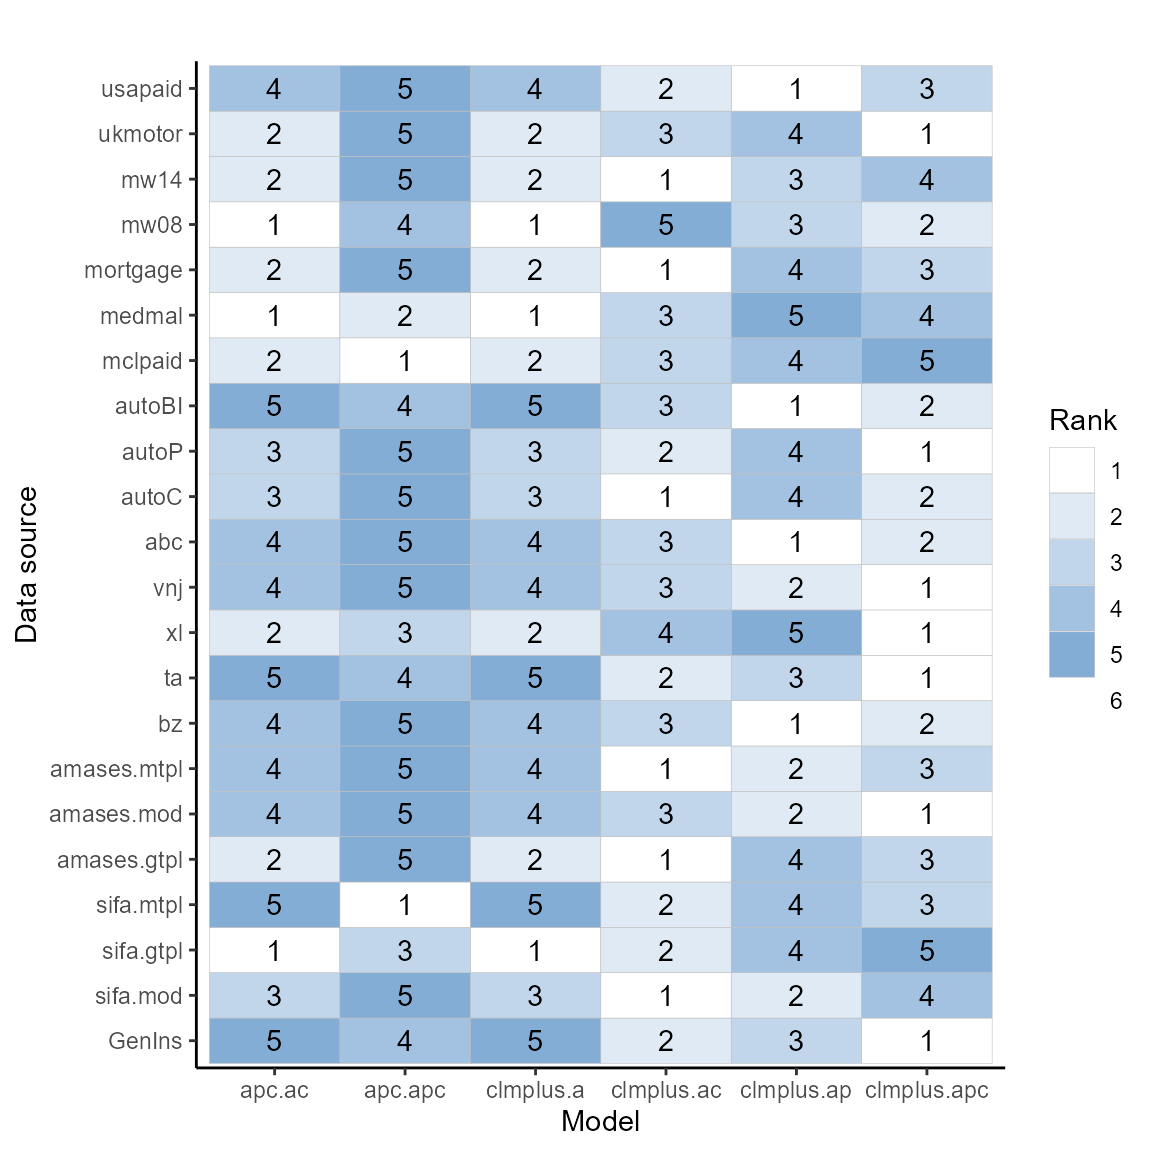 usapaid 4 5 4 2 1 3
ukmotor 2 5 2 3 4 1
mw14 2 5 2 1 3 4
mw08 1 4 1 5 3 2
mortgage 2 5 2 1 4 3
medmal 1 2 1 3 5 4
mclpaid 2 1 2 3 4 5
autoBI 5 4 5 3 1 2
autoP 3 5 3 2 4 1
autoC 3 5 3 1 4 2
abc 4 5 4 3 1 2
vnj 4 5 4 3 2 1
xl 2 3 2 4 5 1
ta 5 4 5 2 3 1
bz 4 5 4 3 1 2
amases.mtpl 4 5 4 1 2 3
amases.mod 4 5 4 3 2 1
amases.gtpl 2 5 2 1 4 3
sifa.mtpl 5 1 5 2 4 3
sifa.gtpl 1 3 1 2 4 5
sifa.mod 3 5 3 1 2 4
GenIns 5 4 5 2 3 1
apc.ac apc.apc clmplus.a clmplus.ac clmplus.ap clmplus.apc
Model
Data source
Rank
1
2
3
4
5
6